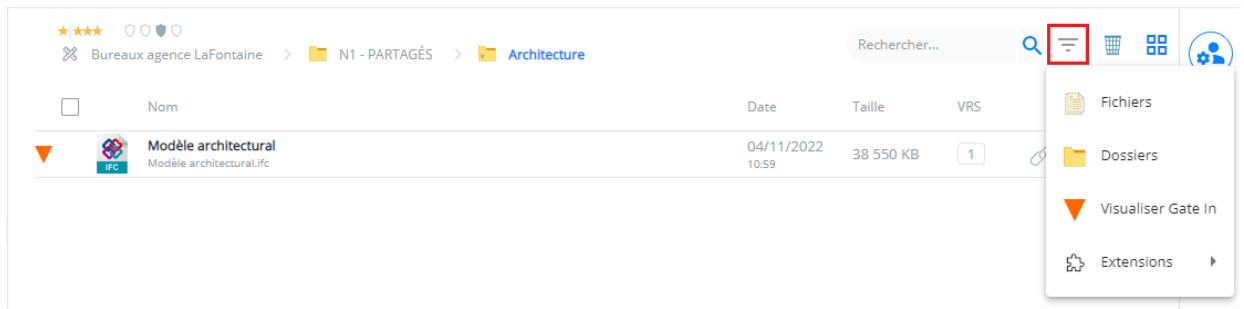 Bureaux agence LaFontaine > N1 - PARTAGÉS > Architecture
Rechercher...
Nom Date Taille VRS
Modèle architectural 04/11/2022 38 550 KB 1
IFC Modèle architectural.ifc 10:59
Fichiers
Dossiers
Visualiser Gate In
Extensions